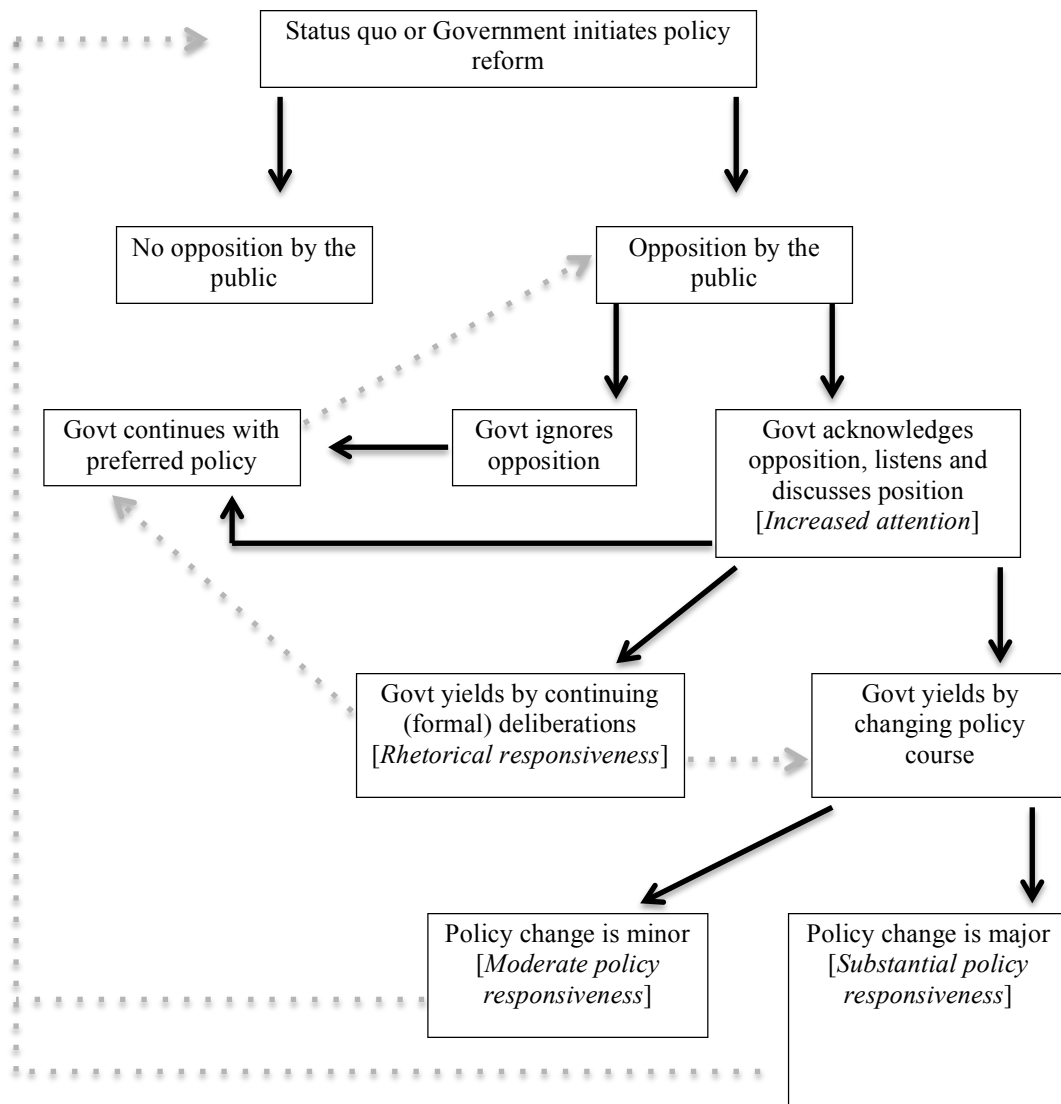 Status quo or Government initiates policy
reform
No opposition by the
public
Opposition by the
public
Govt continues with
preferred policy
Govt ignores
opposition
Govt acknowledges
opposition, listens and
discusses position
[Increased attention]
Govt yields by continuing
(formal) deliberations
[Rhetorical responsiveness]
Govt yields by
changing policy
course
Policy change is minor
[Moderate policy
responsiveness]
Policy change is major
[Substantial policy
responsiveness]